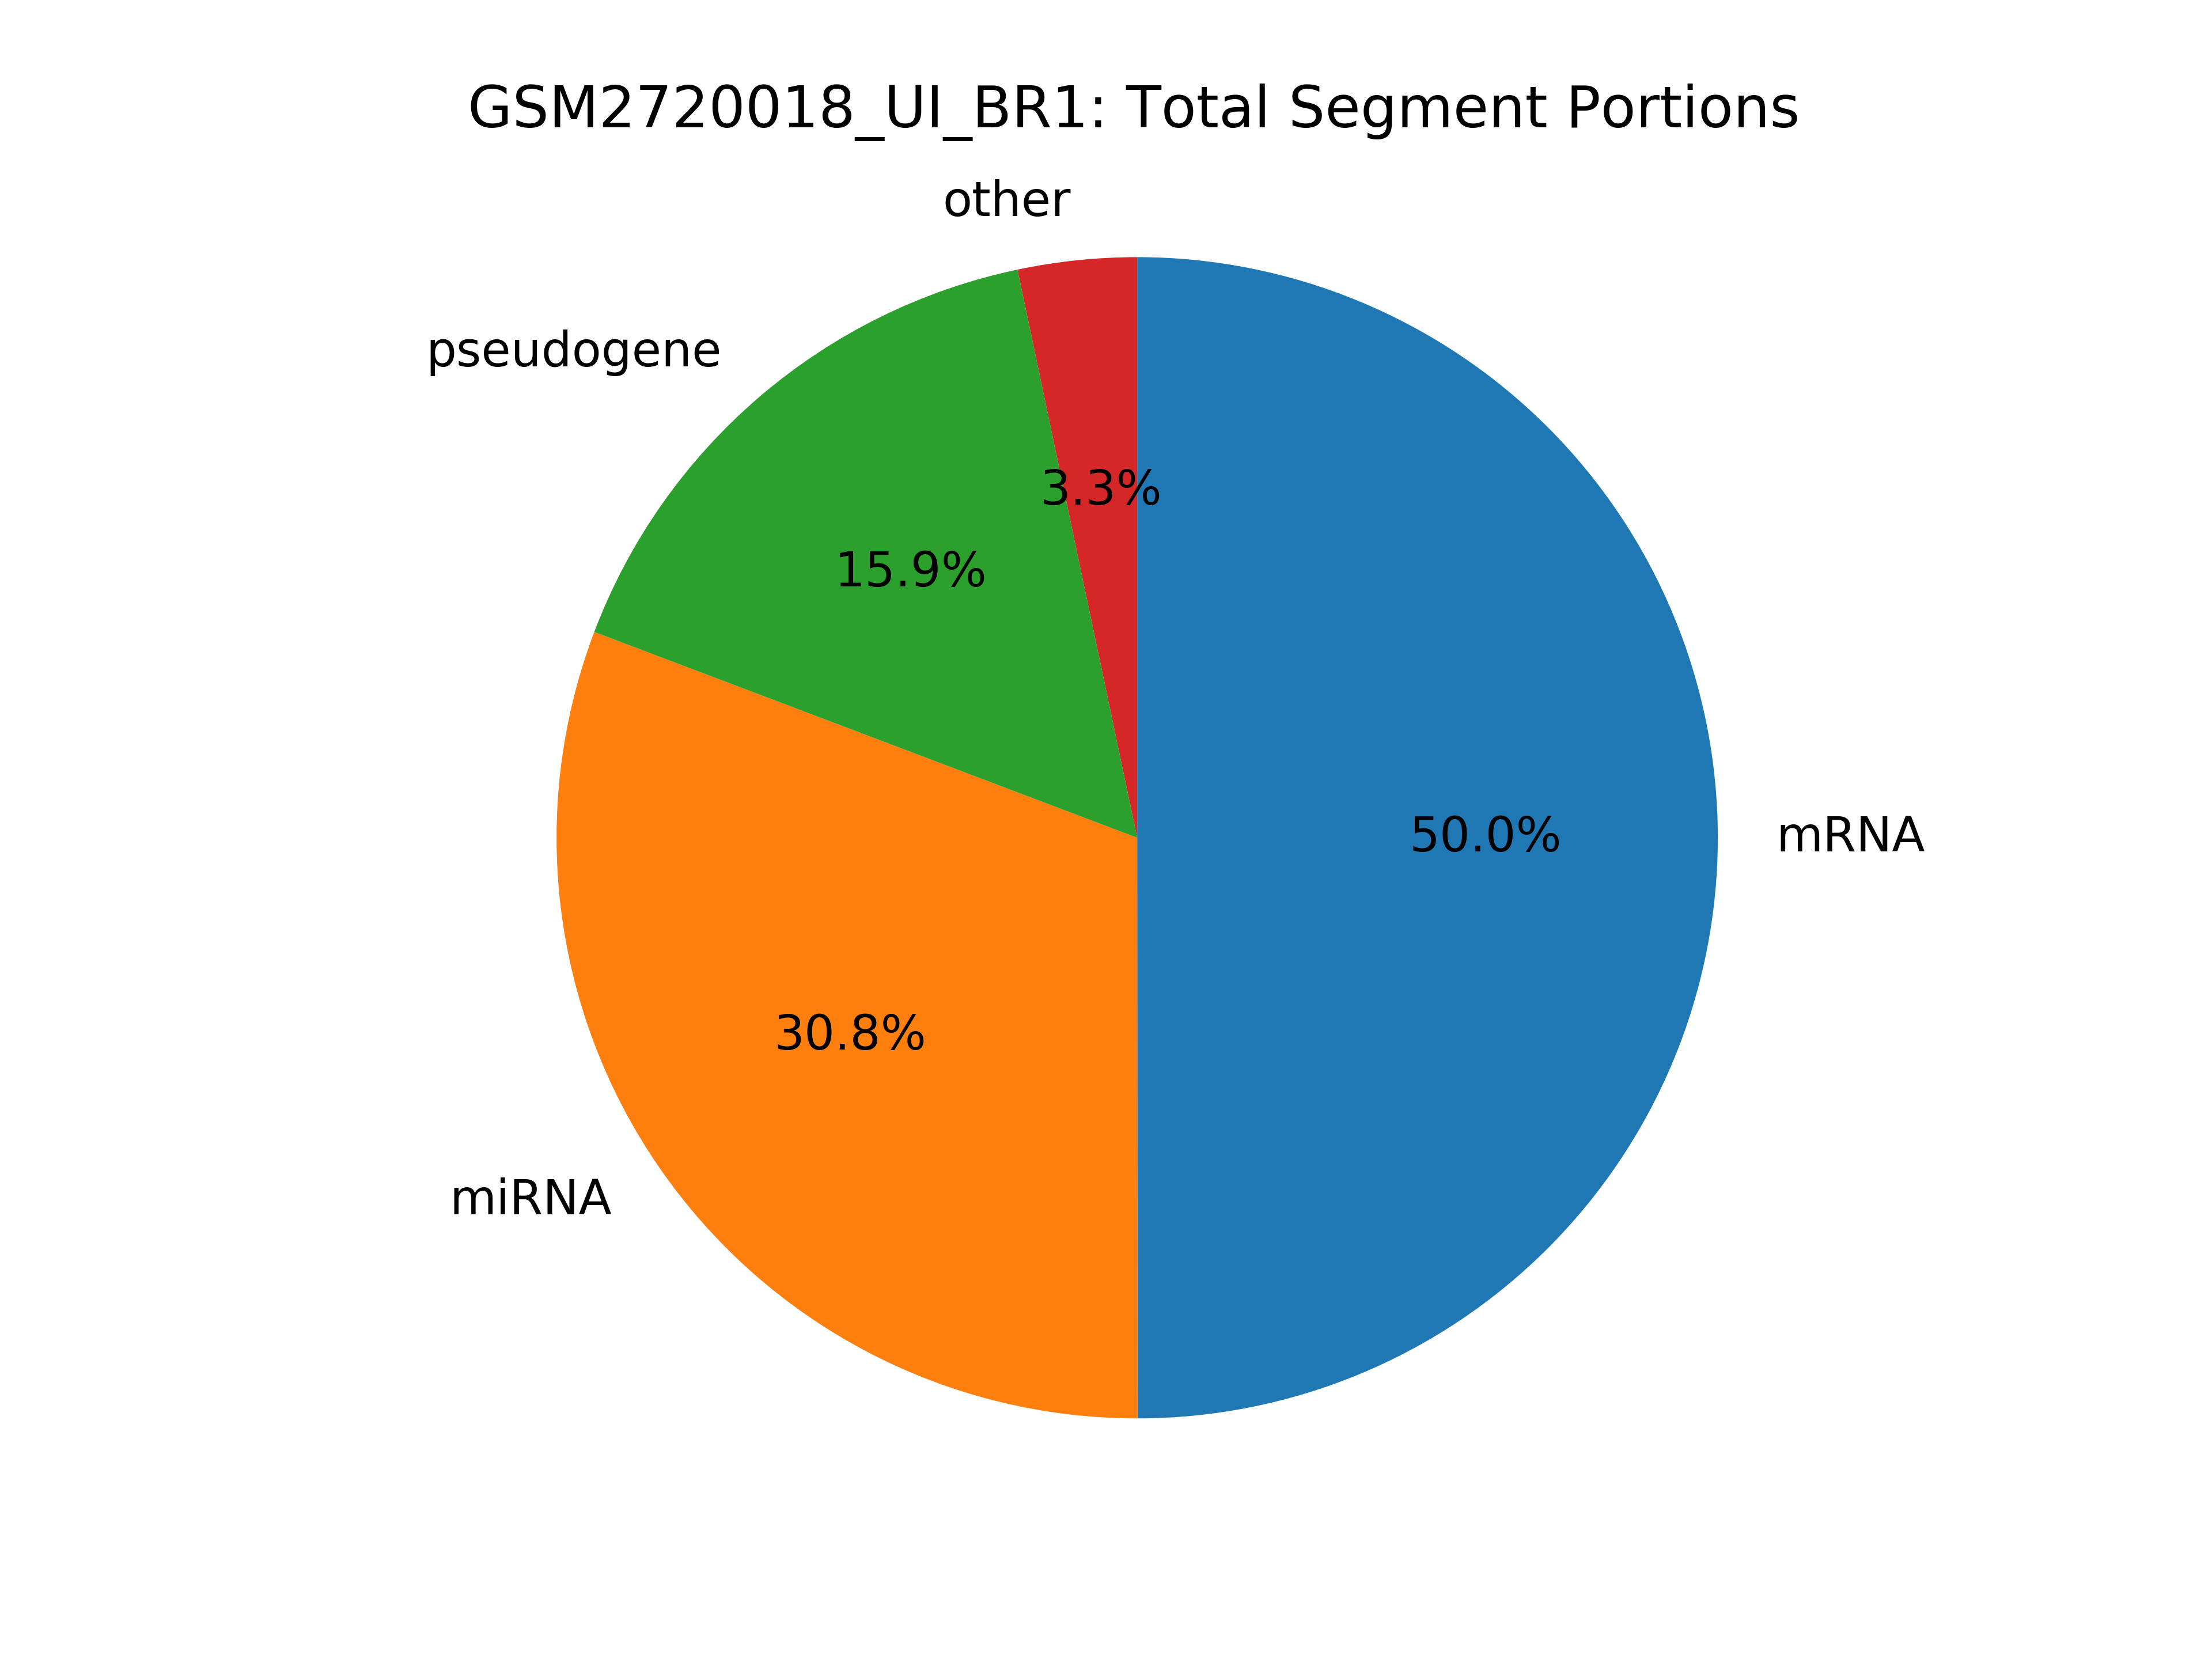 GSM2720018_UI_BR1: Total Segment Portions
other
pseudogene
3.3%
15.9%
50.0%
mRNA
30.8%
miRNA